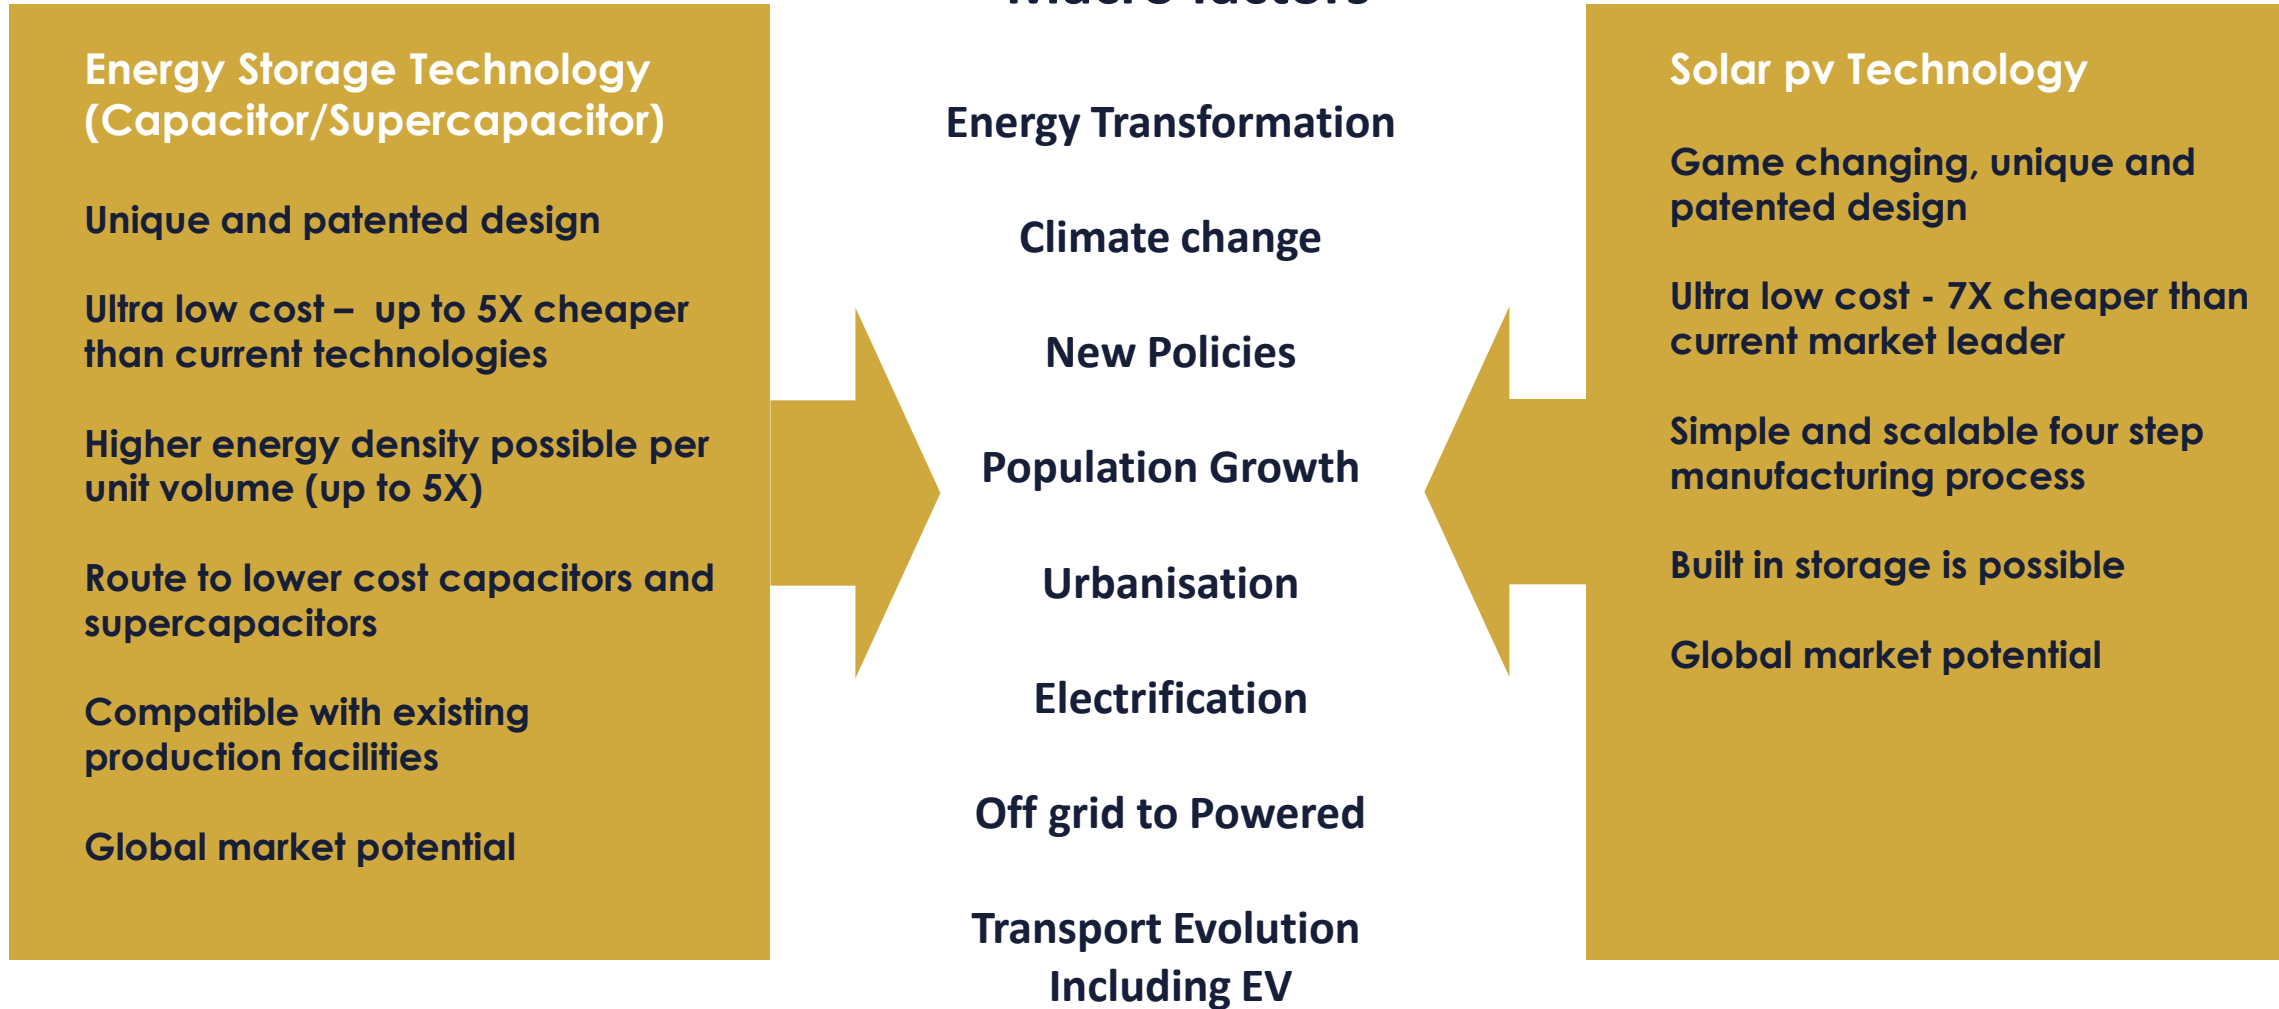 Macro factors
Energy Storage Technology
(Capacitor/Supercapacitor)
Unique and patented design
Ultra low cost – up to 5X cheaper
than current technologies
Higher energy density possible per
unit volume (up to 5X)
Route to lower cost capacitors and
supercapacitors
Compatible with existing
production facilities
Global market potential
Energy Transformation
Climate change
New Policies
Population Growth
Urbanisation
Electrification
Off grid to Powered
Transport Evolution
Including EV
Solar pv Technology
Game changing, unique and
patented design
Ultra low cost - 7X cheaper than
current market leader
Simple and scalable four step
manufacturing process
Built in storage is possible
Global market potential